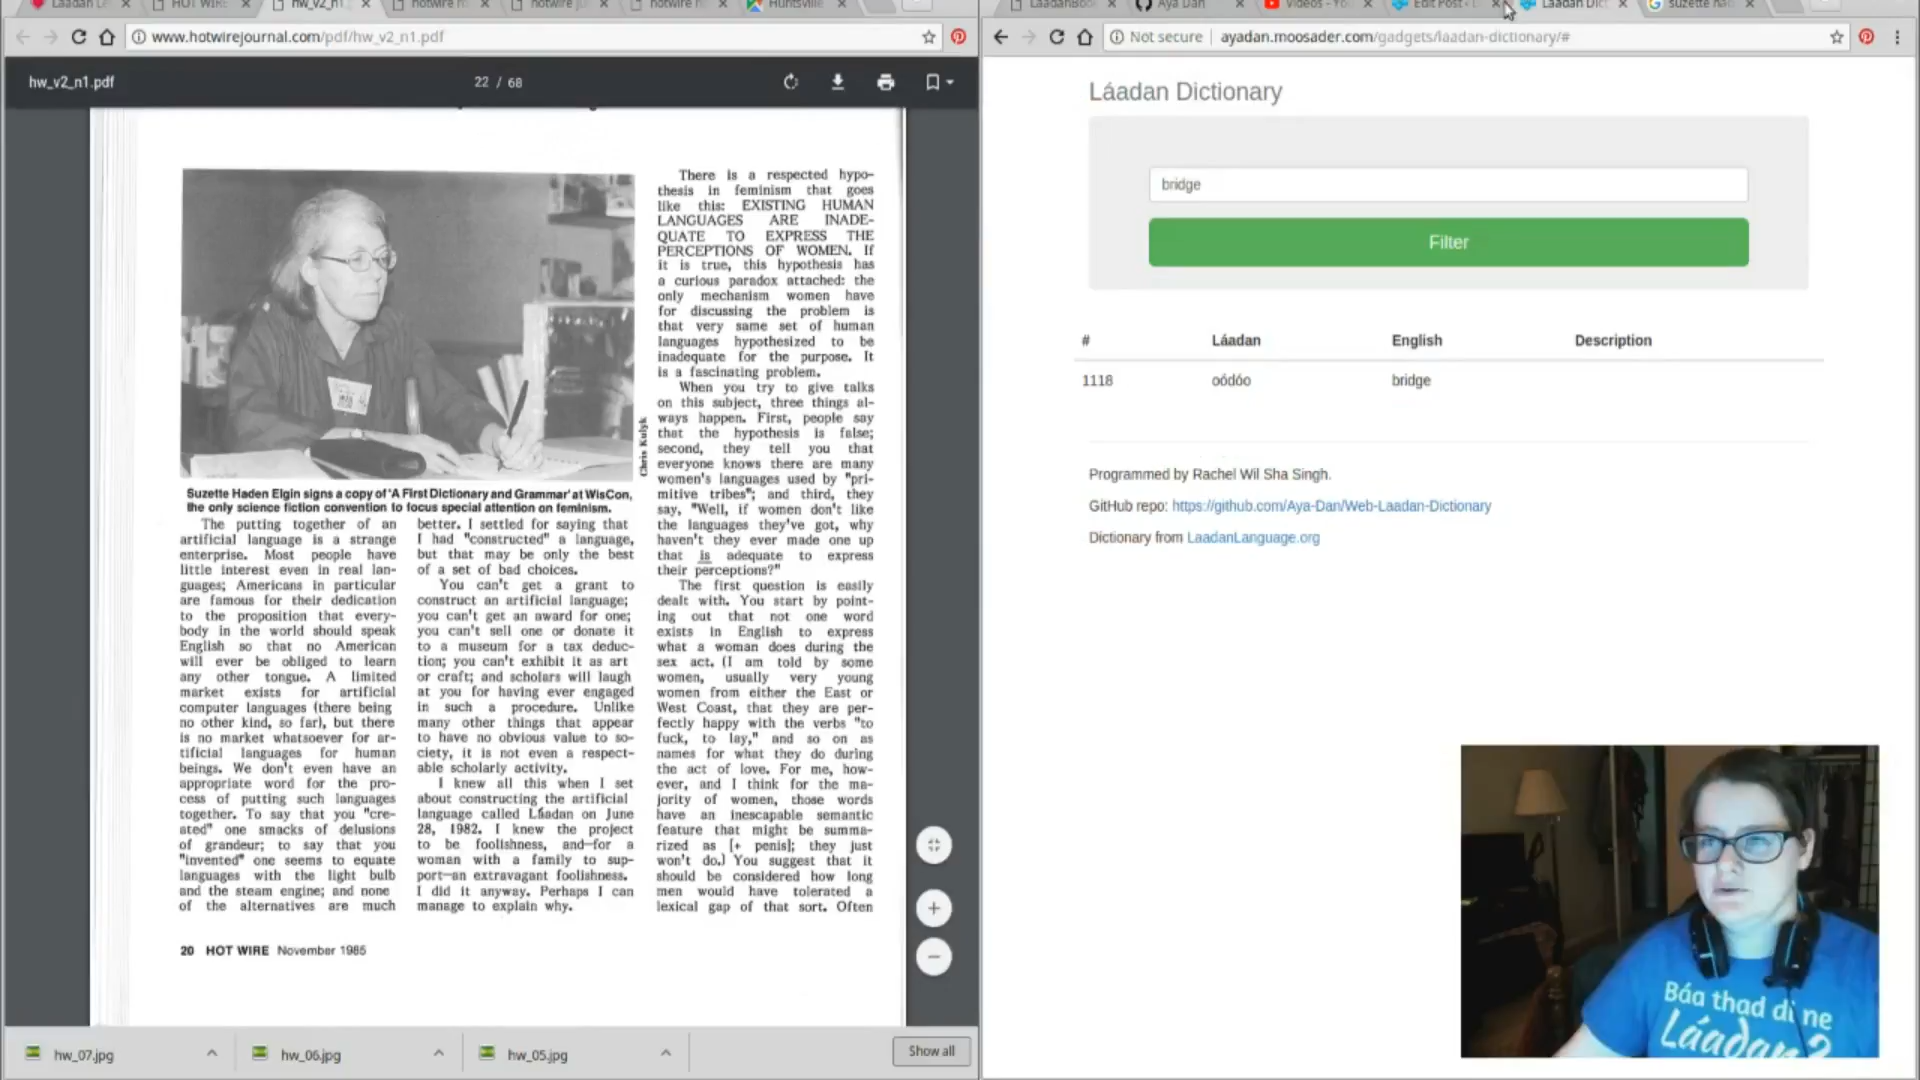 Láadan Di
HOT WIRE
hw_v2_n1
hotwire
hotwire
hotwire
Huntsville
www.hotwirejournal.com/pdf/hw_v2_n1.pdf
hw_v2_n1.pdf
22 / 68
Suzette Haden Elgin signs a copy of 'A First Dictionary and Grammar' at WisCon,
the only science fiction convention to focus special attention on feminism.
Chris Kulyk
The putting together of an
artificial language is a strange
enterprise. Most people have
little interest even in real lan-
guages; Americans in particular
are famous for their dedication
to the proposition that every-
body in the world should speak
English so that no American
will ever be obliged to learn
any other tongue. A limited
market exists for artificial
computer languages (there being
no other kind, so far), but there
is no market whatsoever for ar-
tificial languages for human
beings. We don't even have an
appropriate word for the pro-
cess of putting such languages
together. To say that you "cre-
ated" one smacks of delusions
of grandeur; to say that you
"invented" one seems to equate
languages with the light bulb
and the steam engine; and none
of the alternatives are much
better. I settled for saying that
I had "constructed" a language,
but that may be only the best
of a set of bad choices.
You can't get a grant to
construct an artificial language;
you can't get an award for one;
you can't sell one or donate it
to a museum for a tax deduc-
tion; you can't exhibit it as art
or craft; and scholars will laugh
at you for having ever engaged
in such a procedure. Unlike
many other things that appear
to have no obvious value to so-
ciety, it is not even a respect-
able scholarly activity.
I knew all this when I set
about constructing the artificial
language called Láadan on June
28, 1982. I knew the project
to be foolishness, and—for a
woman with a family to sup-
port—an extravagant foolishness.
I did it anyway. Perhaps I can
manage to explain why.
There is a respected hypo-
thesis in feminism that goes
like this: EXISTING HUMAN
LANGUAGES ARE INADE-
QUATE TO EXPRESS THE
PERCEPTIONS OF WOMEN. If
it is true, this hypothesis has
a curious paradox attached: the
only mechanism women have
for discussing the problem is
that very same set of human
languages hypothesized to be
inadequate for the purpose. It
is a fascinating problem.
When you try to give talks
on this subject, three things al-
ways happen. First, people say
that the hypothesis is false;
second, they tell you that
everyone knows there are many
women's languages used by "pri-
mitive tribes"; and third, they
say, "Well, if women don't like
the languages they've got, why
haven't they ever made one up
that is adequate to express
their perceptions?"
The first question is easily
dealt with. You start by point-
ing out that not one word
exists in English to express
what a woman does during the
sex act. (I am told by some
women, usually very young
women from either the East or
West Coast, that they are per-
fectly happy with the verbs "to
fuck, to lay," and so on as
names for what they do during
the act of love. For me, how-
ever, and I think for the ma-
jority of women, those words
have an inescapable semantic
feature that might be summa-
rized as [+ penis]; they just
won't do.) You suggest that it
should be considered how long
men would have tolerated a
lexical gap of that sort. Often
20 HOT WIRE November 1985
hw_07.jpg
hw_06.jpg
hw_05.jpg
Show all
LaadanBoo
Áya Dan
Videos - Yo
Edit Post
Láadan Dict
suzette ha
Not secure
ayadan.moosader.com/gadgets/laadan-dictionary/#
Láadan Dictionary
bridge
Filter
# Láadan English Description
1118 oódóo bridge
Programmed by Rachel Wil Sha Singh.
GitHub repo: https://github.com/Aya-Dan/Web-Laadan-Dictionary
Dictionary from LaadanLanguage.org
Báa thad di ne
Láadan?